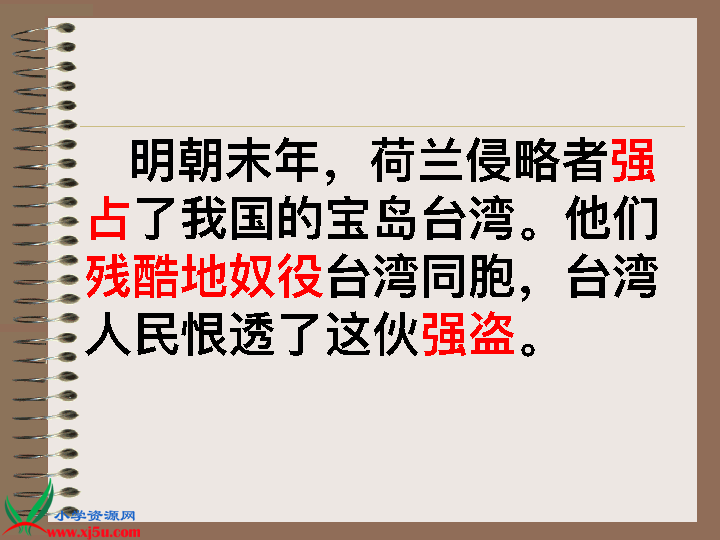 明朝末年，荷兰侵略者强
占了我国的宝岛台湾。他们
残酷地奴役台湾同胞，台湾
人民恨透了这伙强盗。
小学资源网
www.xj5u.com